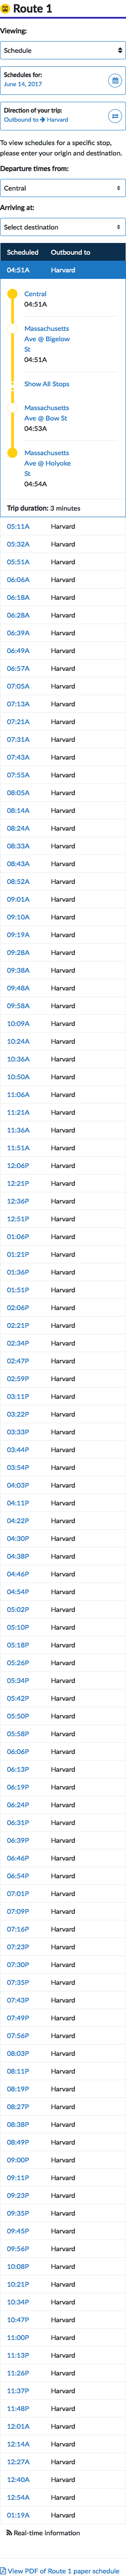 Route 1
Viewing:
Schedule
Schedules for:
June 14, 2017
Direction of your trip:
Outbound to → Harvard
To view schedules for a specific stop,
please enter your origin and destination.
Departure times from:
Central
Arriving at:
Select destination
Scheduled Outbound to
04:51A Harvard
Central
04:51A
Massachusetts
Ave @ Bigelow
St
04:51A
Show All Stops
Massachusetts
Ave @ Bow St
04:53A
Massachusetts
Ave @ Holyoke
St
04:54A
Trip duration: 3 minutes
05:11A Harvard
05:32A Harvard
05:51A Harvard
06:06A Harvard
06:18A Harvard
06:28A Harvard
06:39A Harvard
06:49A Harvard
06:57A Harvard
07:05A Harvard
07:13A Harvard
07:21A Harvard
07:31A Harvard
07:43A Harvard
07:55A Harvard
08:05A Harvard
08:14A Harvard
08:24A Harvard
08:33A Harvard
08:43A Harvard
08:52A Harvard
09:01A Harvard
09:10A Harvard
09:19A Harvard
09:28A Harvard
09:38A Harvard
09:48A Harvard
09:58A Harvard
10:09A Harvard
10:24A Harvard
10:36A Harvard
10:50A Harvard
11:06A Harvard
11:21A Harvard
11:36A Harvard
11:51A Harvard
12:06P Harvard
12:21P Harvard
12:36P Harvard
12:51P Harvard
01:06P Harvard
01:21P Harvard
01:36P Harvard
01:51P Harvard
02:06P Harvard
02:21P Harvard
02:34P Harvard
02:47P Harvard
02:59P Harvard
03:11P Harvard
03:22P Harvard
03:33P Harvard
03:44P Harvard
03:54P Harvard
04:03P Harvard
04:11P Harvard
04:22P Harvard
04:30P Harvard
04:38P Harvard
04:46P Harvard
04:54P Harvard
05:02P Harvard
05:10P Harvard
05:18P Harvard
05:26P Harvard
05:34P Harvard
05:42P Harvard
05:50P Harvard
05:58P Harvard
06:06P Harvard
06:13P Harvard
06:19P Harvard
06:24P Harvard
06:31P Harvard
06:39P Harvard
06:46P Harvard
06:54P Harvard
07:01P Harvard
07:09P Harvard
07:16P Harvard
07:23P Harvard
07:30P Harvard
07:35P Harvard
07:43P Harvard
07:49P Harvard
07:56P Harvard
08:03P Harvard
08:11P Harvard
08:19P Harvard
08:27P Harvard
08:38P Harvard
08:49P Harvard
09:00P Harvard
09:11P Harvard
09:23P Harvard
09:35P Harvard
09:45P Harvard
09:56P Harvard
10:08P Harvard
10:21P Harvard
10:34P Harvard
10:47P Harvard
11:00P Harvard
11:13P Harvard
11:26P Harvard
11:37P Harvard
11:48P Harvard
12:01A Harvard
12:14A Harvard
12:27A Harvard
12:40A Harvard
12:54A Harvard
01:19A Harvard
Real-time information
View PDF of Route 1 paper schedule